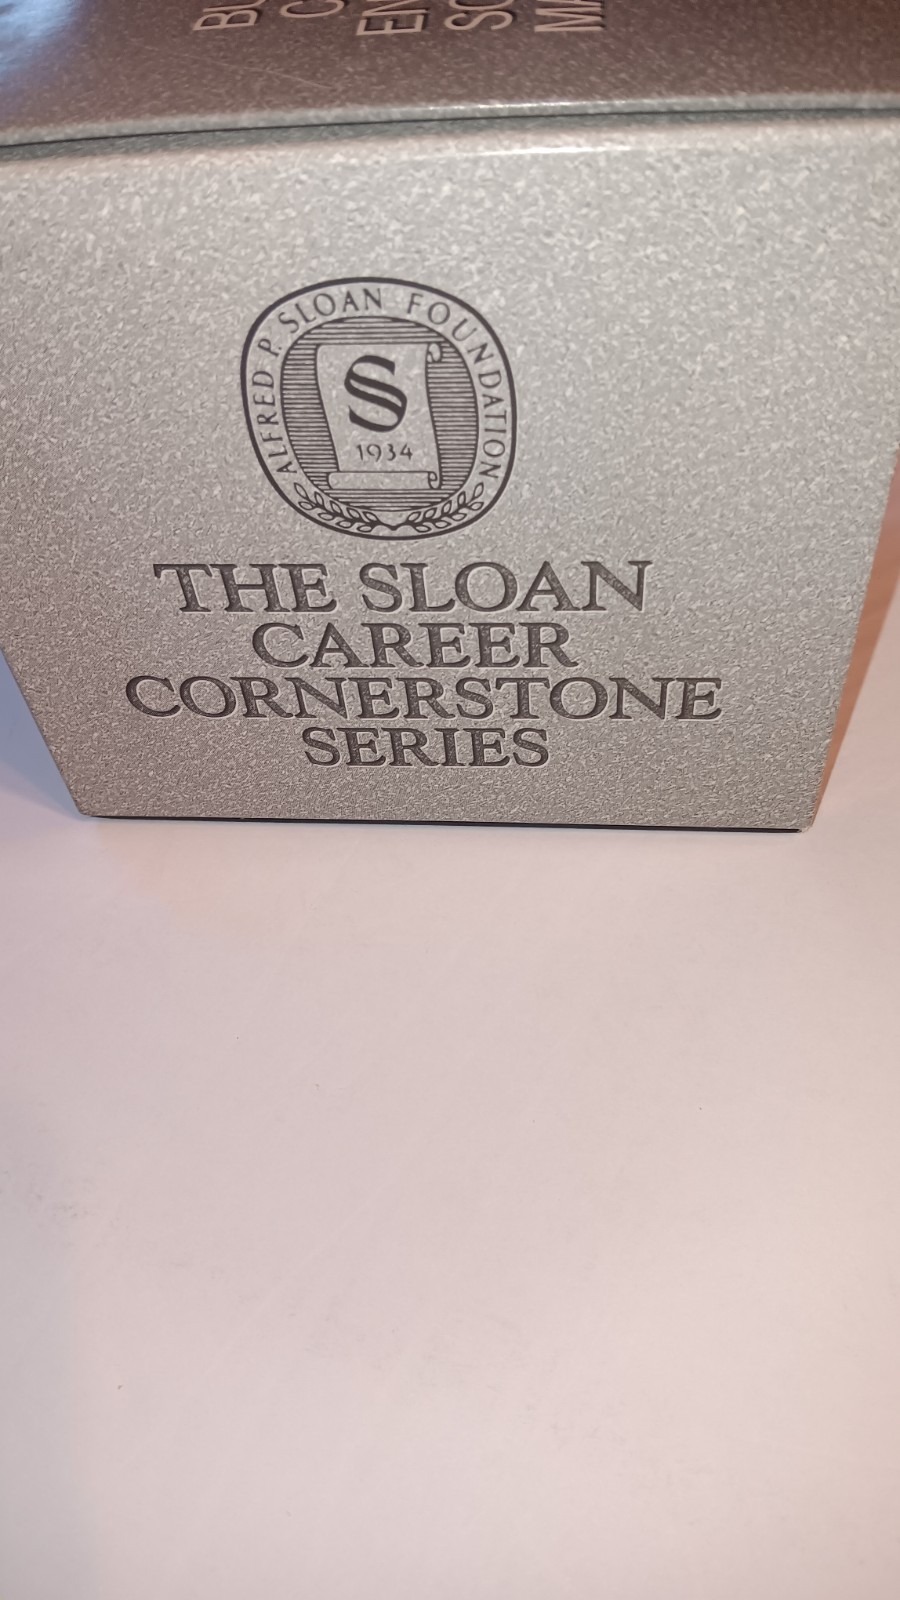 ALFRED P. SLOAN FOUNDATION
S
1934
THE SLOAN
CAREER
CORNERSTONE
SERIES